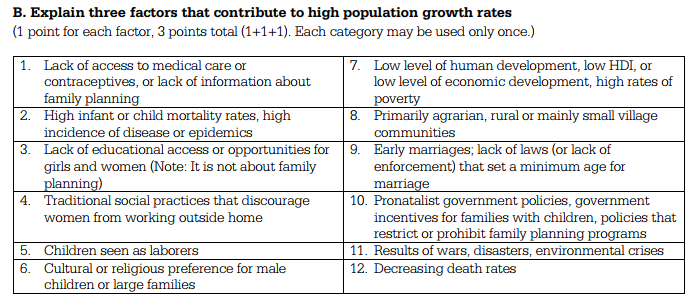 B. Explain three factors that contribute to high population growth rates
(1 point for each factor, 3 points total (1+1+1). Each category may be used only once.)
1. Lack of access to medical care or
contraceptives, or lack of information about
family planning
2. High infant or child mortality rates, high
incidence of disease or epidemics
3. Lack of educational access or opportunities for
girls and women (Note: It is not about family
planning)
4. Traditional social practices that discourage
women from working outside home
5. Children seen as laborers
6. Cultural or religious preference for male
children or large families
7. Low level of human development, low HDI, or
low level of economic development, high rates of
poverty
8. Primarily agrarian, rural or mainly small village
communities
9. Early marriages; lack of laws (or lack of
enforcement) that set a minimum age for
marriage
10. Pronatalist government policies, government
incentives for families with children, policies that
restrict or prohibit family planning programs
11. Results of wars, disasters, environmental crises
12. Decreasing death rates